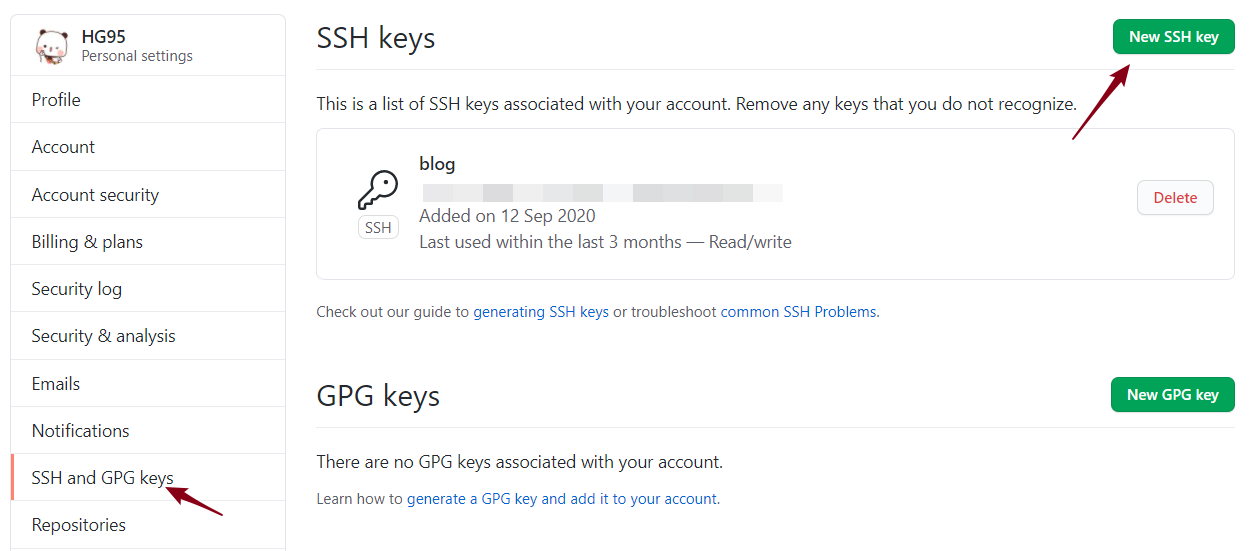 HG95
Personal settings
Profile
Account
Account security
Billing & plans
Security log
Security & analysis
Emails
Notifications
SSH and GPG keys
Repositories
SSH keys
New SSH key
This is a list of SSH keys associated with your account. Remove any keys that you do not recognize.
blog
SSH
Added on 12 Sep 2020
Last used within the last 3 months — Read/write
Delete
Check out our guide to generating SSH keys or troubleshoot common SSH Problems.
GPG keys
New GPG key
There are no GPG keys associated with your account.
Learn how to generate a GPG key and add it to your account.